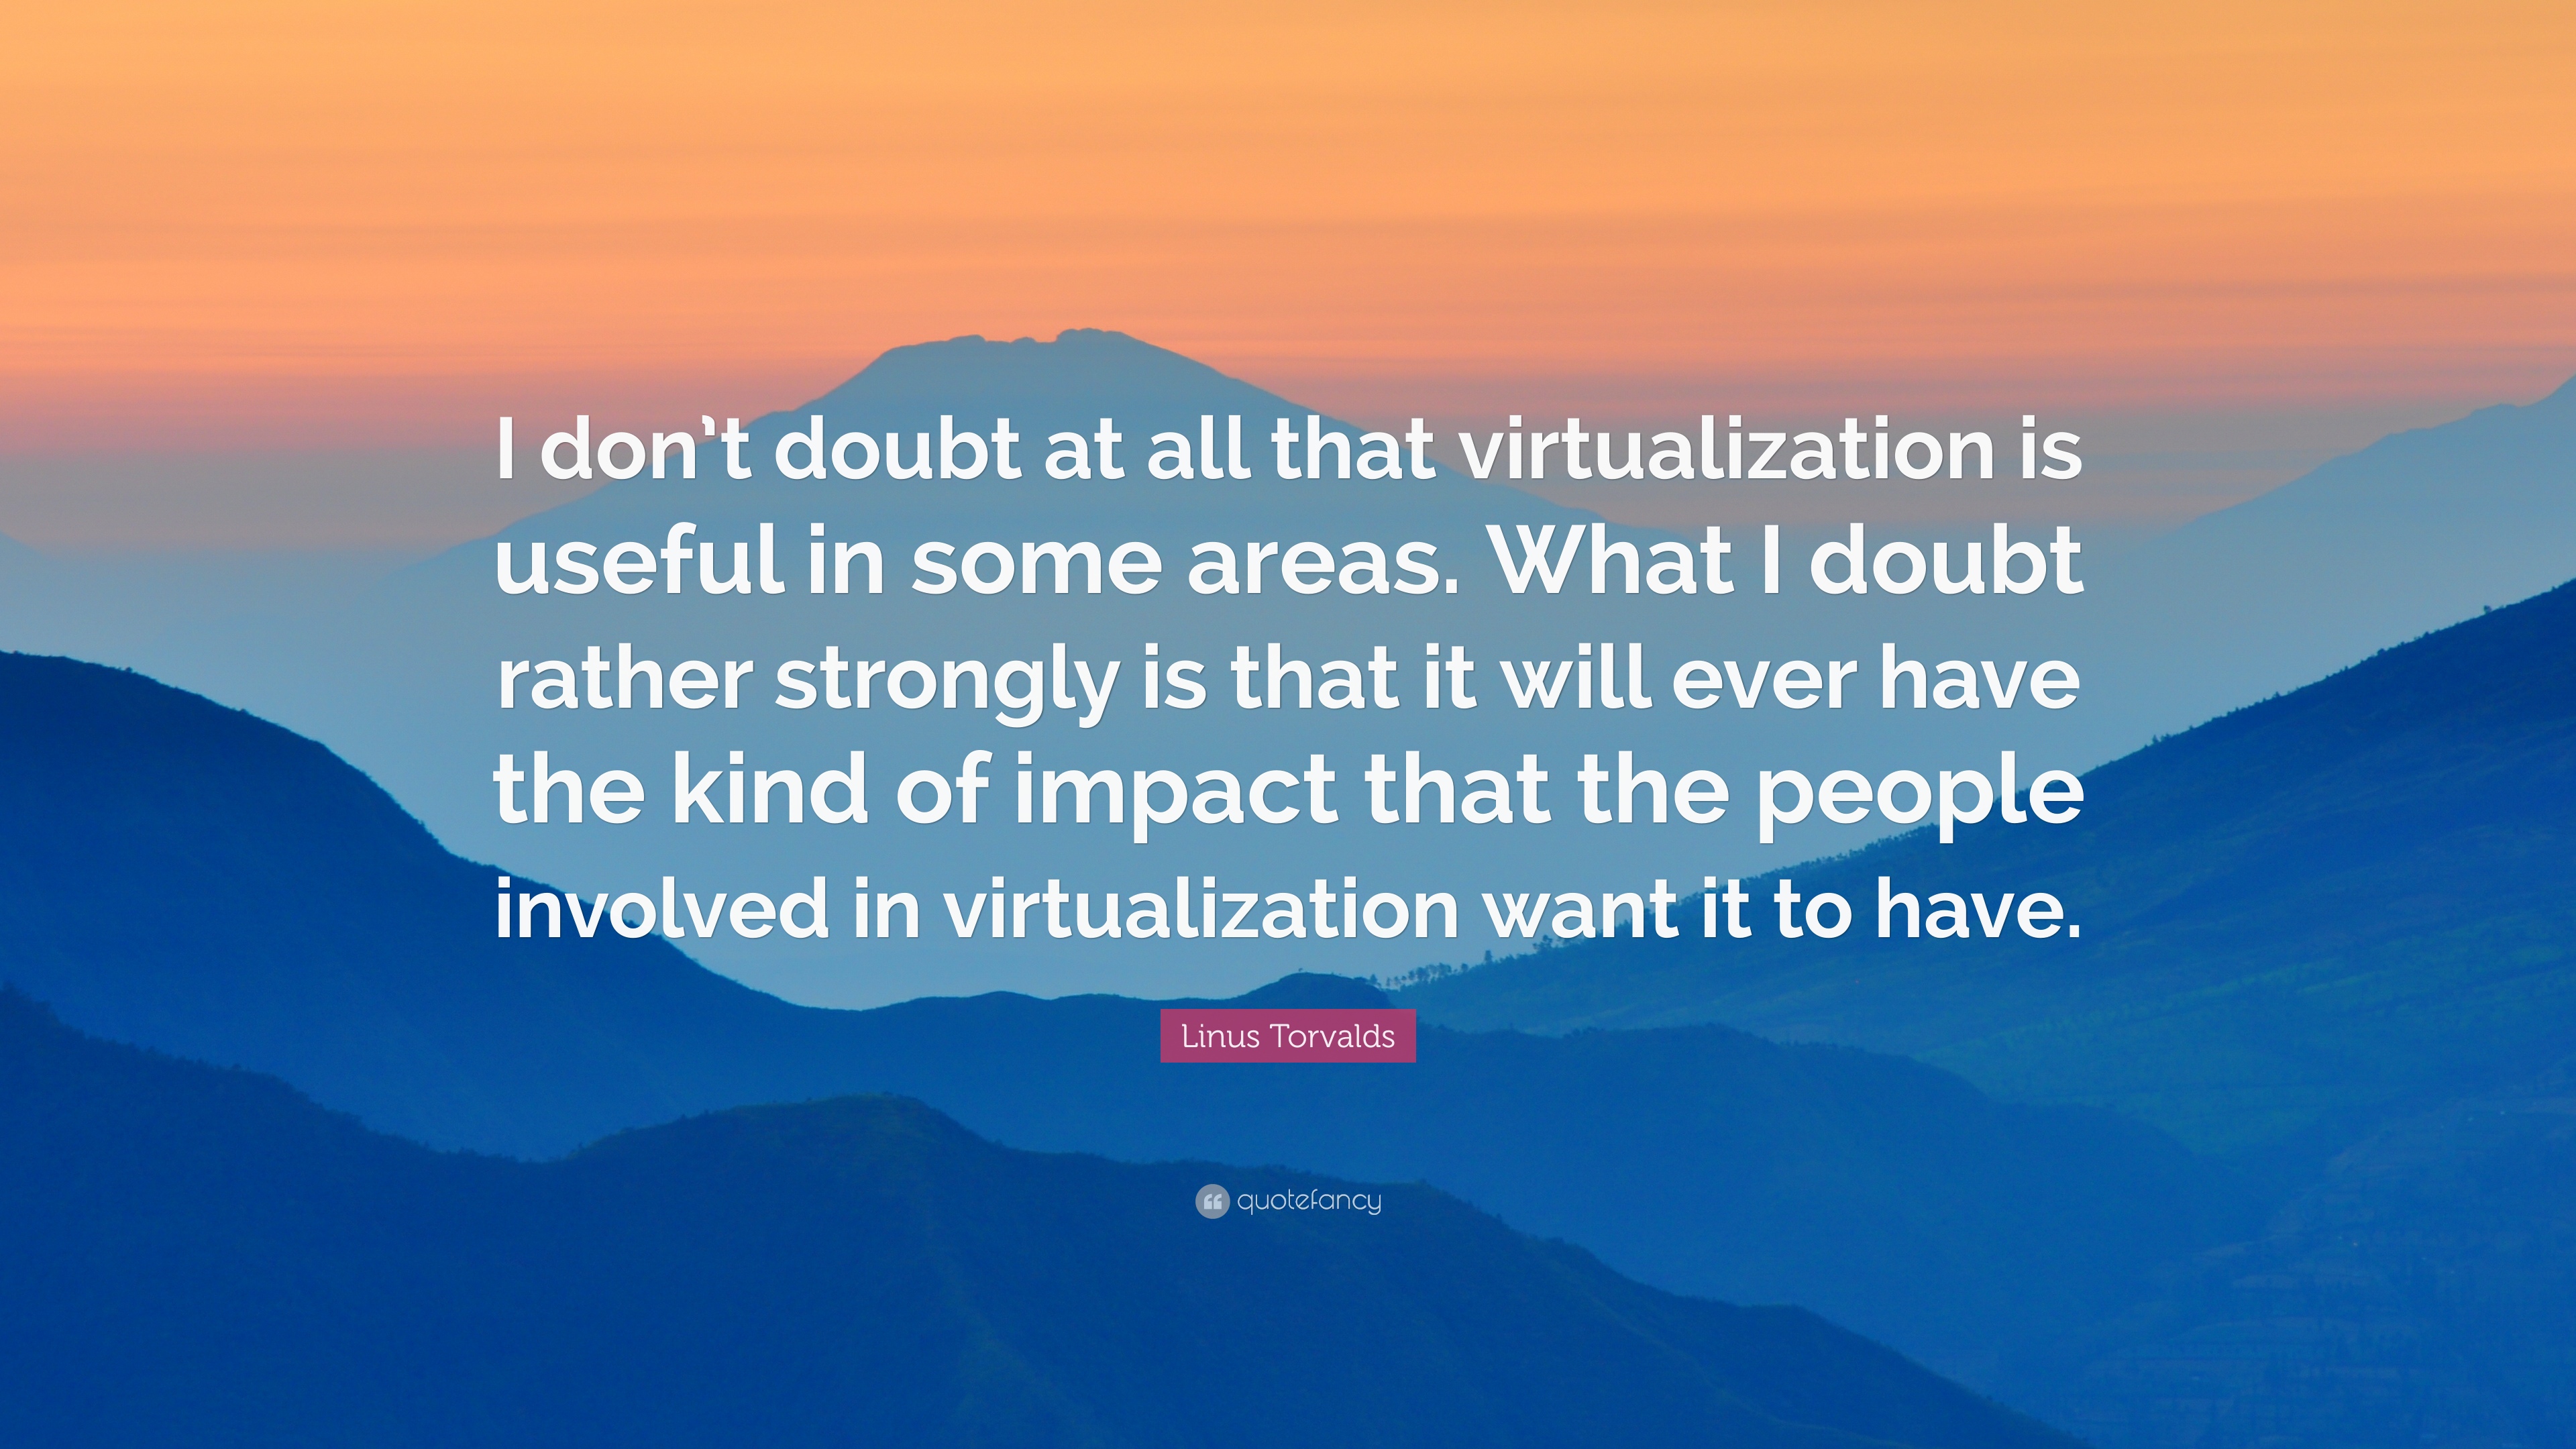 I don’t doubt at all that virtualization is
useful in some areas. What I doubt
rather strongly is that it will ever have
the kind of impact that the people
involved in virtualization want it to have.
Linus Torvalds
quotefancy